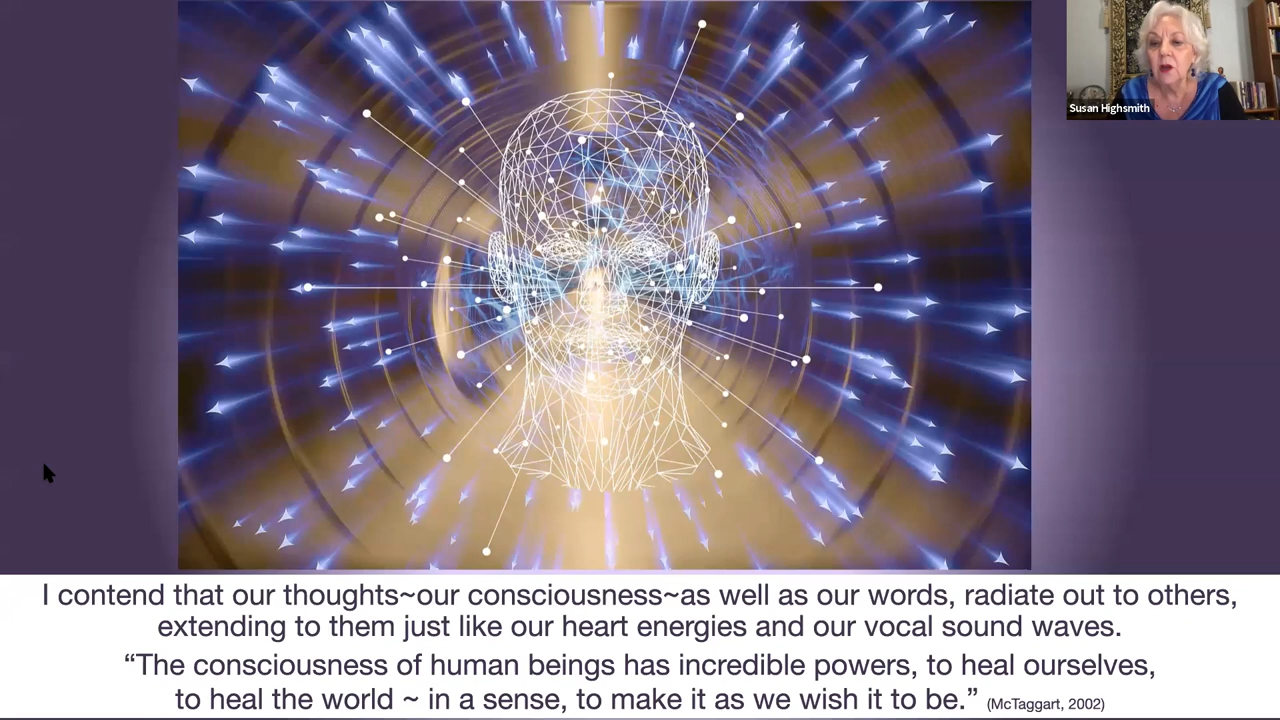 Susan Highsmith
I contend that our thoughts~our consciousness~as well as our words, radiate out to others,
extending to them just like our heart energies and our vocal sound waves.
“The consciousness of human beings has incredible powers, to heal ourselves,
to heal the world ~ in a sense, to make it as we wish it to be.” (McTaggart, 2002)